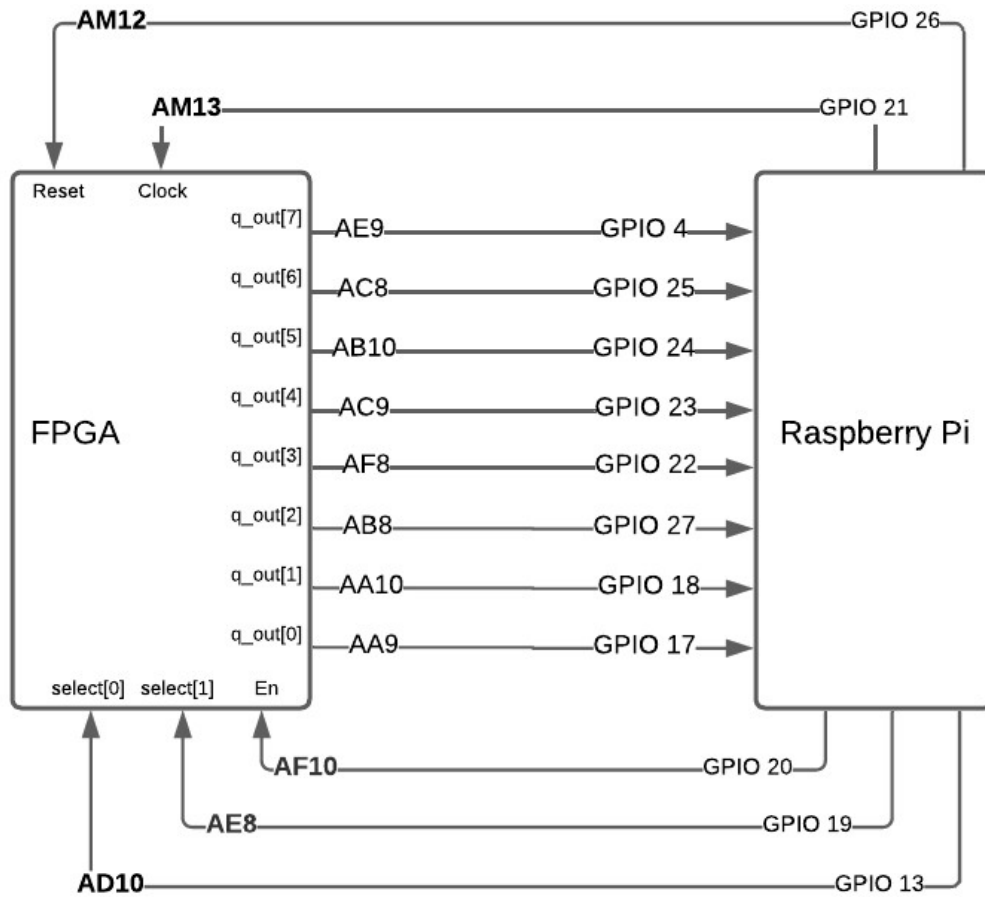 AM12 GPIO 26
AM13 GPIO 21
Reset Clock
q_out[7] AE9 GPIO 4
q_out[6] AC8 GPIO 25
q_out[5] AB10 GPIO 24
q_out[4] AC9 GPIO 23
FPGA Raspberry Pi
q_out[3] AF8 GPIO 22
q_out[2] AB8 GPIO 27
q_out[1] AA10 GPIO 18
q_out[0] AA9 GPIO 17
select[0] select[1] En
AF10 GPIO 20
AE8 GPIO 19
AD10 GPIO 13